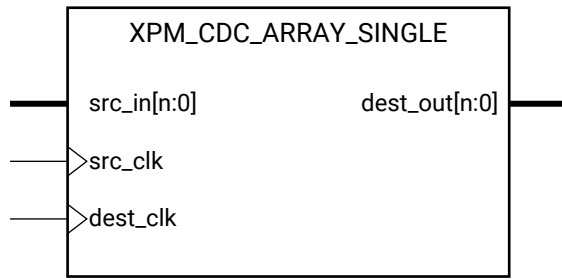 XPM_CDC_ARRAY_SINGLE
src_in[n:0] dest_out[n:0]
src_clk
dest_clk